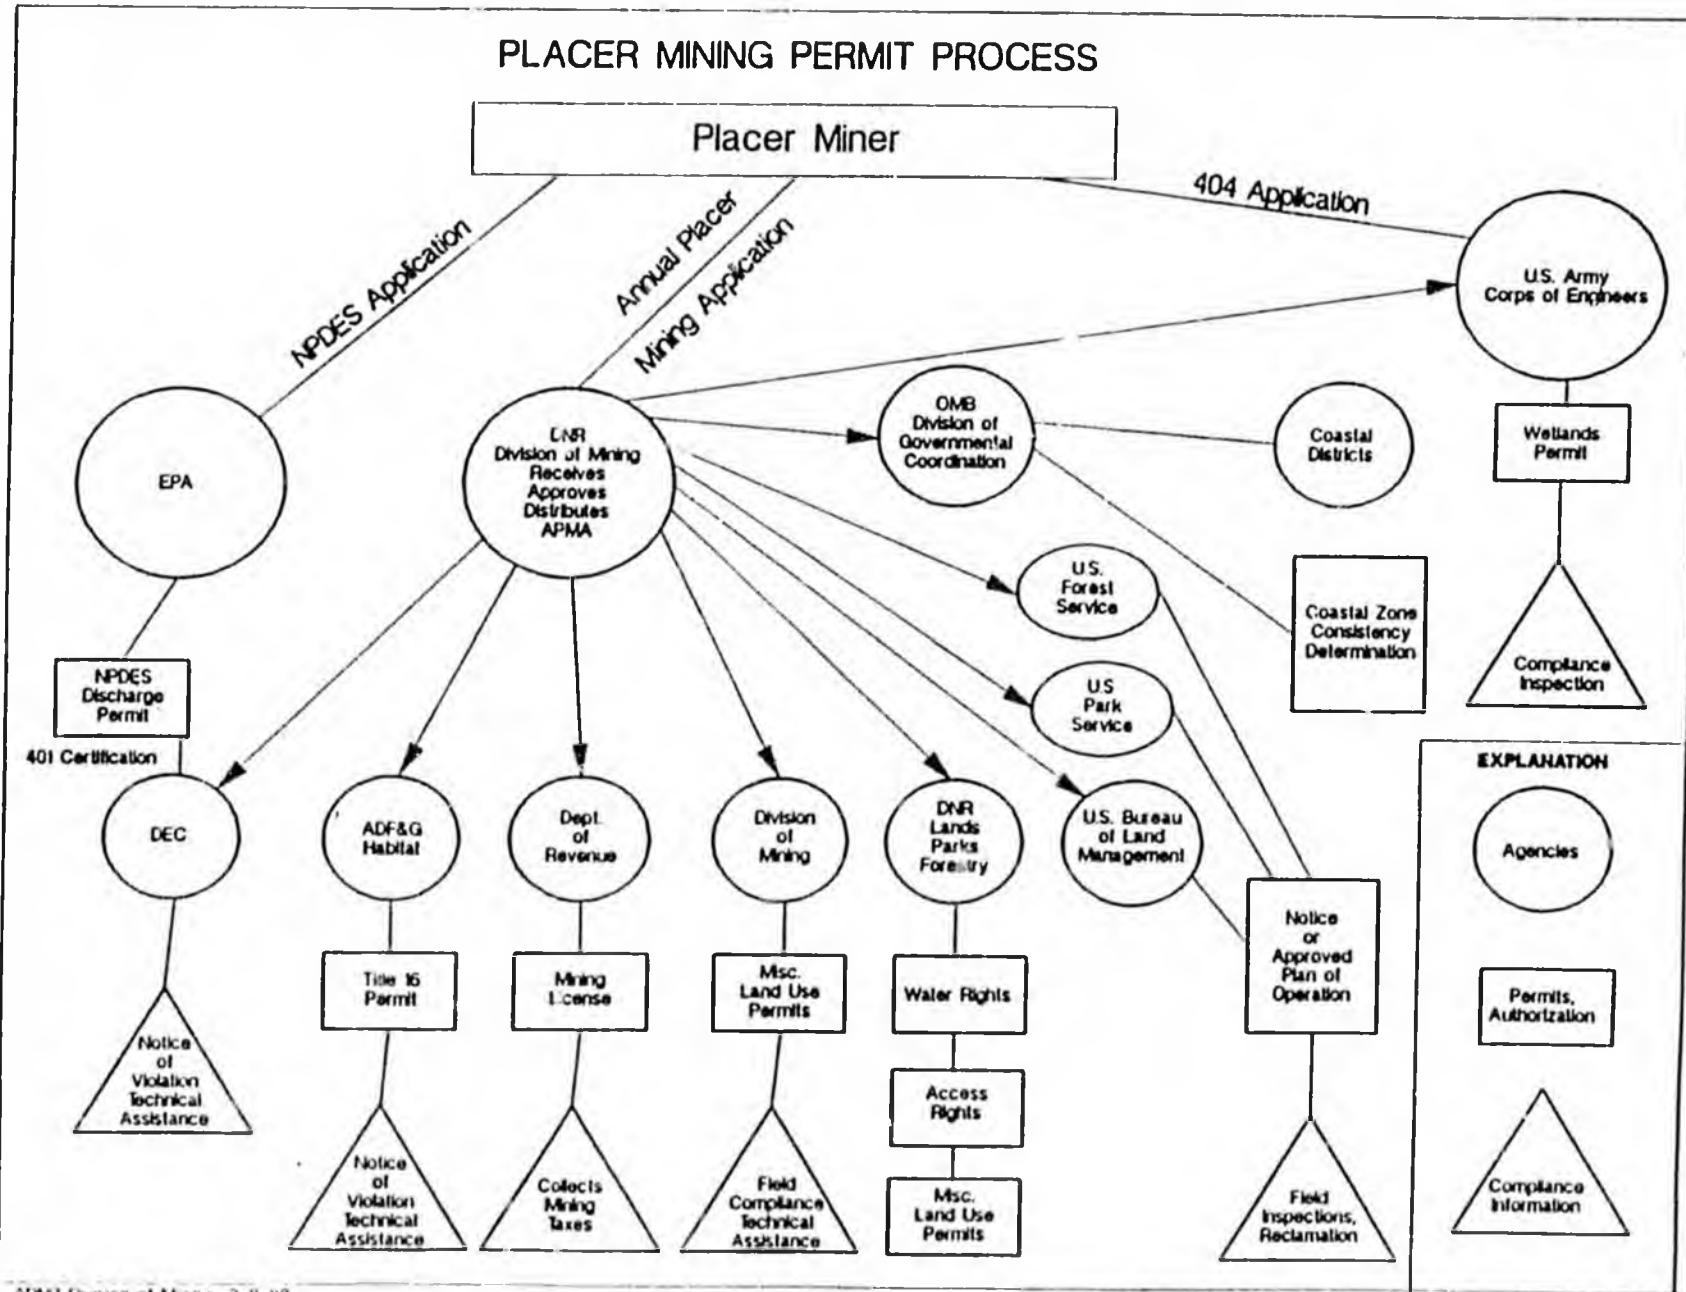 PLACER MINING PERMIT PROCESS
Placer Miner
NPDES Application
Annual Placer
Mining Application
404 Application
U.S. Army
Corps of Engineers
EPA
DNR
Division of Mining
Receives
Approves
Distributes
APMA
OMB
Division of
Governmental
Coordination
Coastal
Districts
Wetlands
Permit
U.S.
Forest
Service
Coastal Zone
Consistency
Determination
Compliance
Inspection
NPDES
Discharge
Permit
U.S
Park
Service
401 Certification
DEC
ADF&G
Habitat
Dept.
of
Revenue
Division
of
Mining
DNR
Lands
Parks
Forestry
U.S. Bureau
of Land
Management
Notice
or
Approved
Plan of
Operation
Title 16
Permit
Mining
License
Misc.
Land Use
Permits
Water Rights
Access
Rights
Misc.
Land Use
Permits
Notice
of
Violation
Technical
Assistance
Notice
of
Violation
Technical
Assistance
Collects
Mining
Taxes
Field
Compliance
Technical
Assistance
Field
Inspections,
Reclamation
EXPLANATION
Agencies
Permits,
Authorization
Compliance
Information